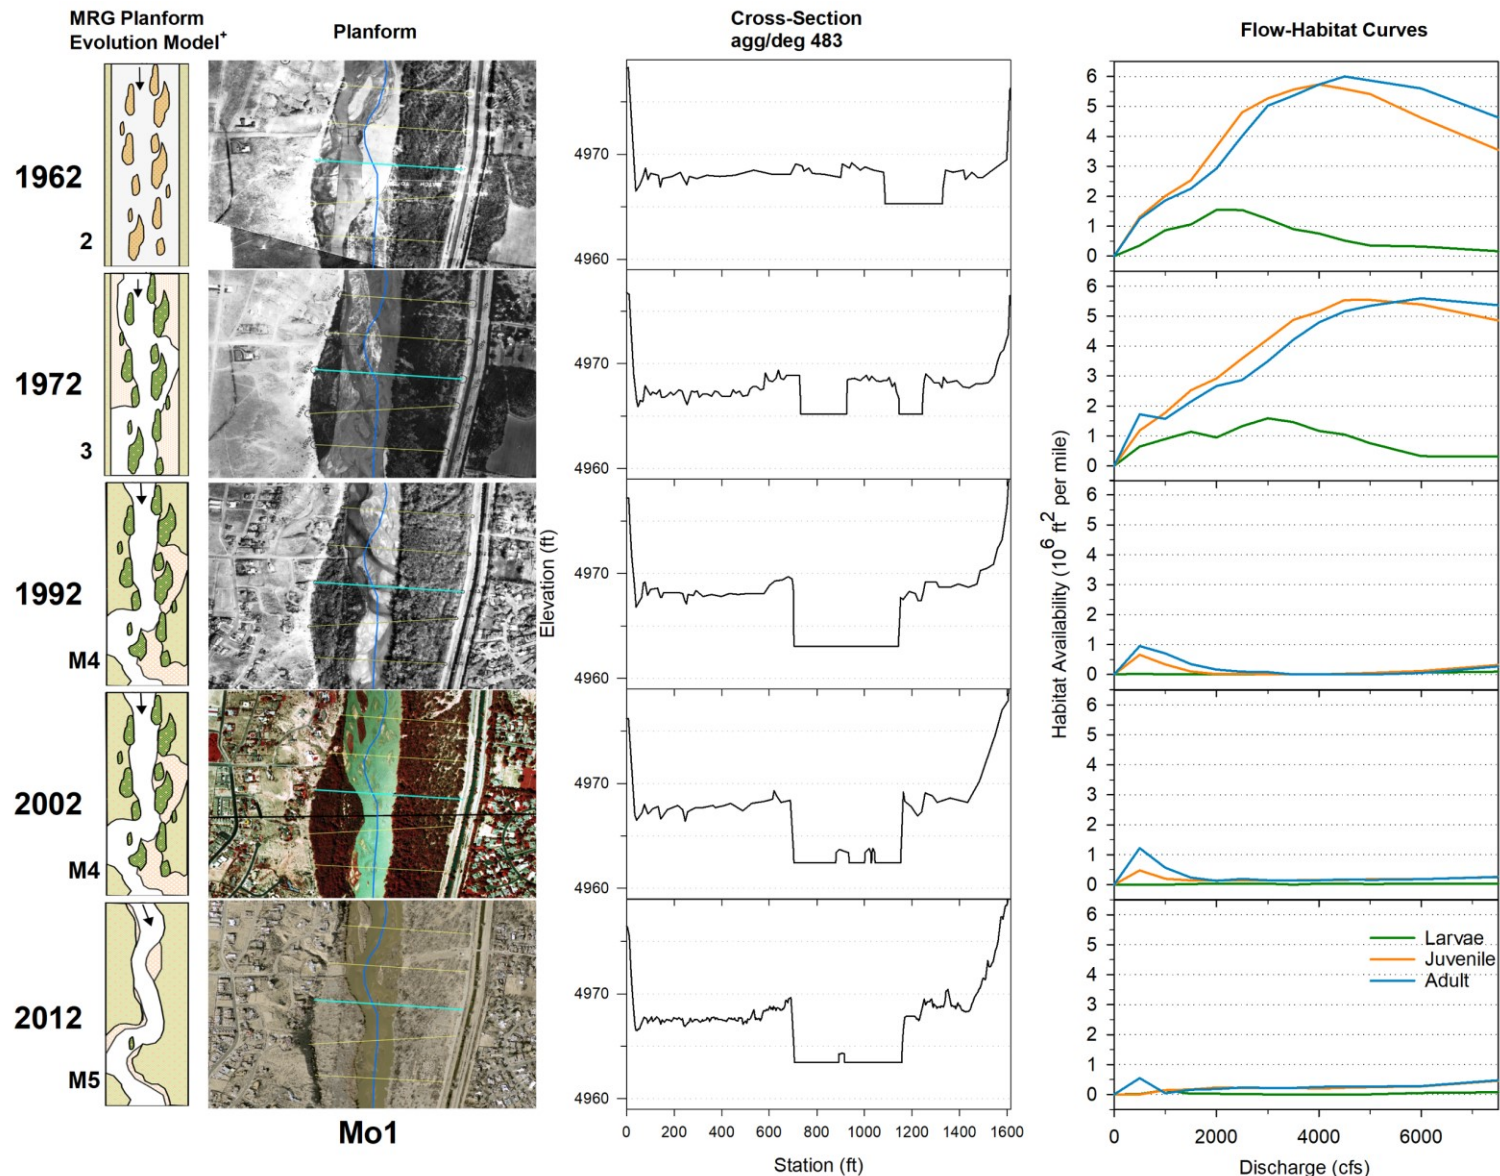 MRG Planform
Evolution Model+
Planform
Cross-Section
agg/deg 483
Flow-Habitat Curves
1962
2
1972
3
1992
M4
2002
M4
2012
M5
Mo1
Elevation (ft)
4970
4960
4970
4960
4970
4960
4970
4960
4970
4960
0 200 400 600 800 1000 1200 1400 1600
Station (ft)
Habitat Availability (10^6 ft^2 per mile)
6
5
4
3
2
1
0
6
5
4
3
2
1
0
6
5
4
3
2
1
0
6
5
4
3
2
1
0
6
5
4
3
2
1
0
Larvae
Juvenile
Adult
0 2000 4000 6000
Discharge (cfs)